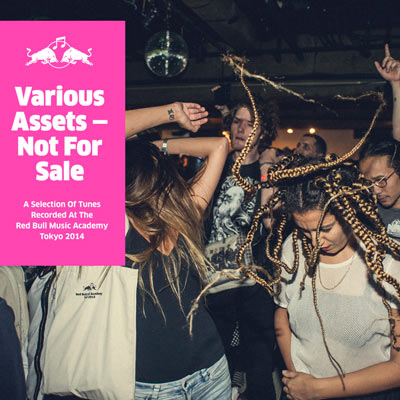 Various
Assets –
Not For
Sale
A Selection Of Tunes
Recorded At The
Red Bull Music Academy
Tokyo 2014
Red Bull Music Academy